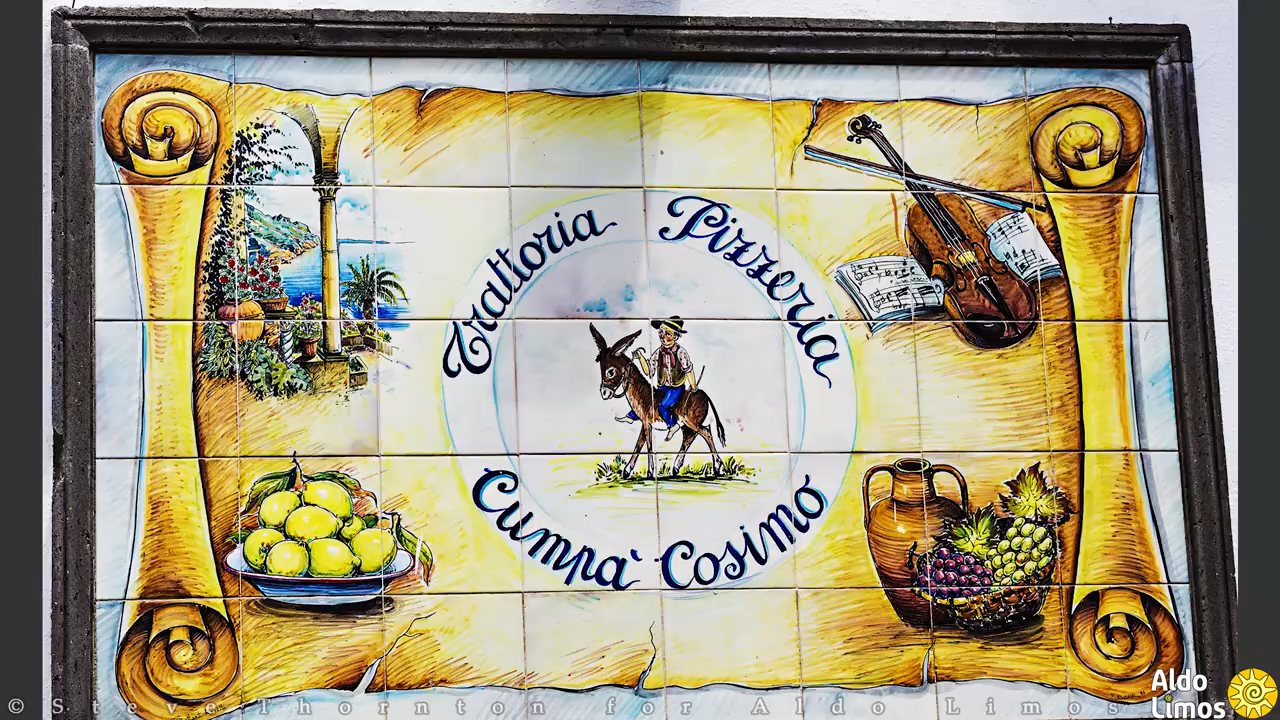 Trattoria Pizzeria
Cumpa' Cosimo
Aldo
Limos
© Steve Thornton for Aldo Limos